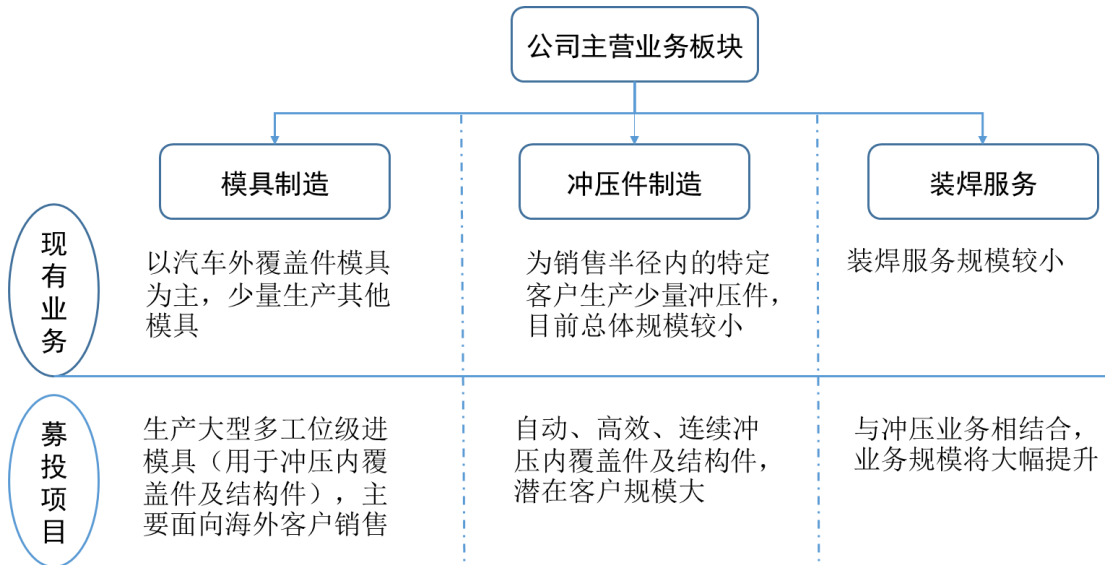 公司主营业务板块
模具制造
冲压件制造
装焊服务
现有业务
以汽车外覆盖件模具
为主，少量生产其他
模具
为销售半径内的特定
客户生产少量冲压件，
目前总体规模较小
装焊服务规模较小
募投项目
生产大型多工位级进
模具（用于冲压内覆
盖件及结构件），主
要面向海外客户销售
自动、高效、连续冲
压内覆盖件及结构件，
潜在客户规模大
与冲压业务相结合，
业务规模将大幅提升